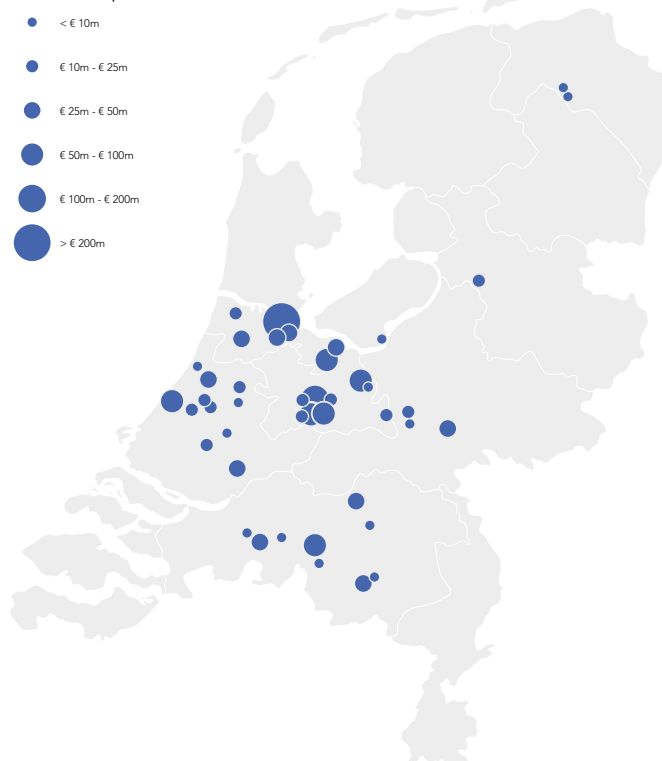 < € 10m
€ 10m - € 25m
€ 25m - € 50m
€ 50m - € 100m
€ 100m - € 200m
> € 200m